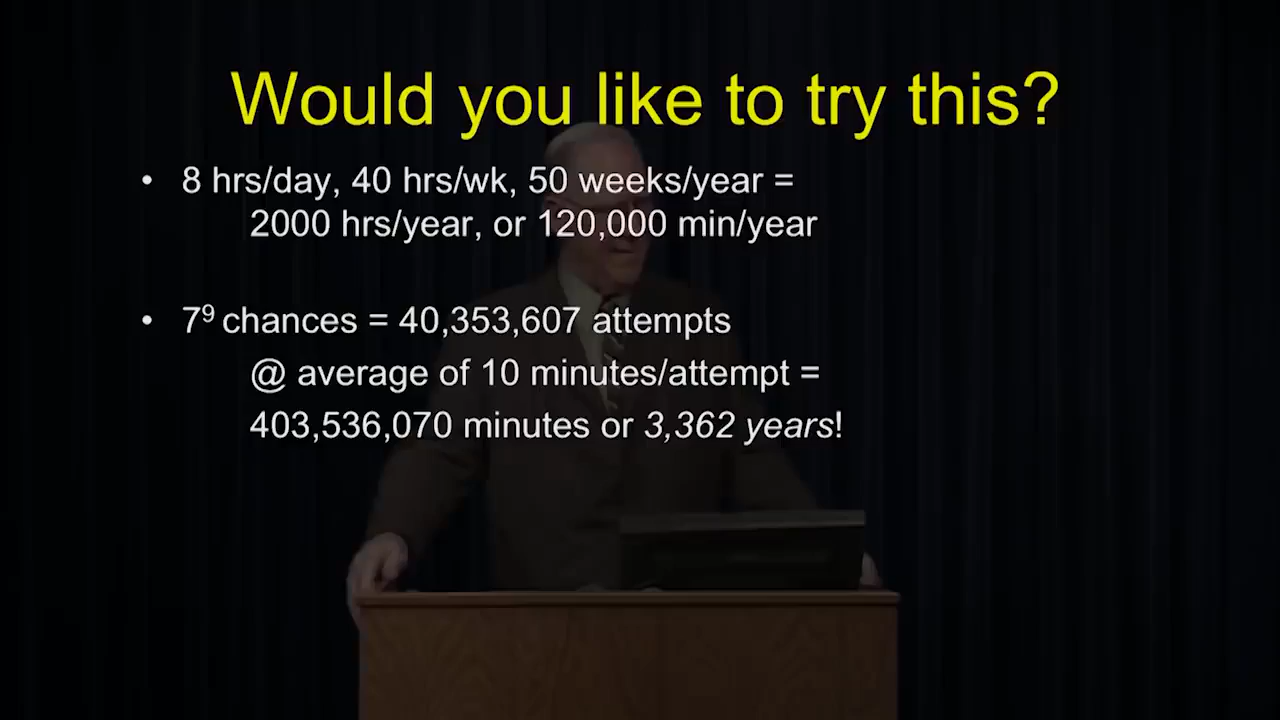 Would you like to try this?
• 8 hrs/day, 40 hrs/wk, 50 weeks/year =
2000 hrs/year, or 120,000 min/year
• 7⁹ chances = 40,353,607 attempts
@ average of 10 minutes/attempt =
403,536,070 minutes or 3,362 years!